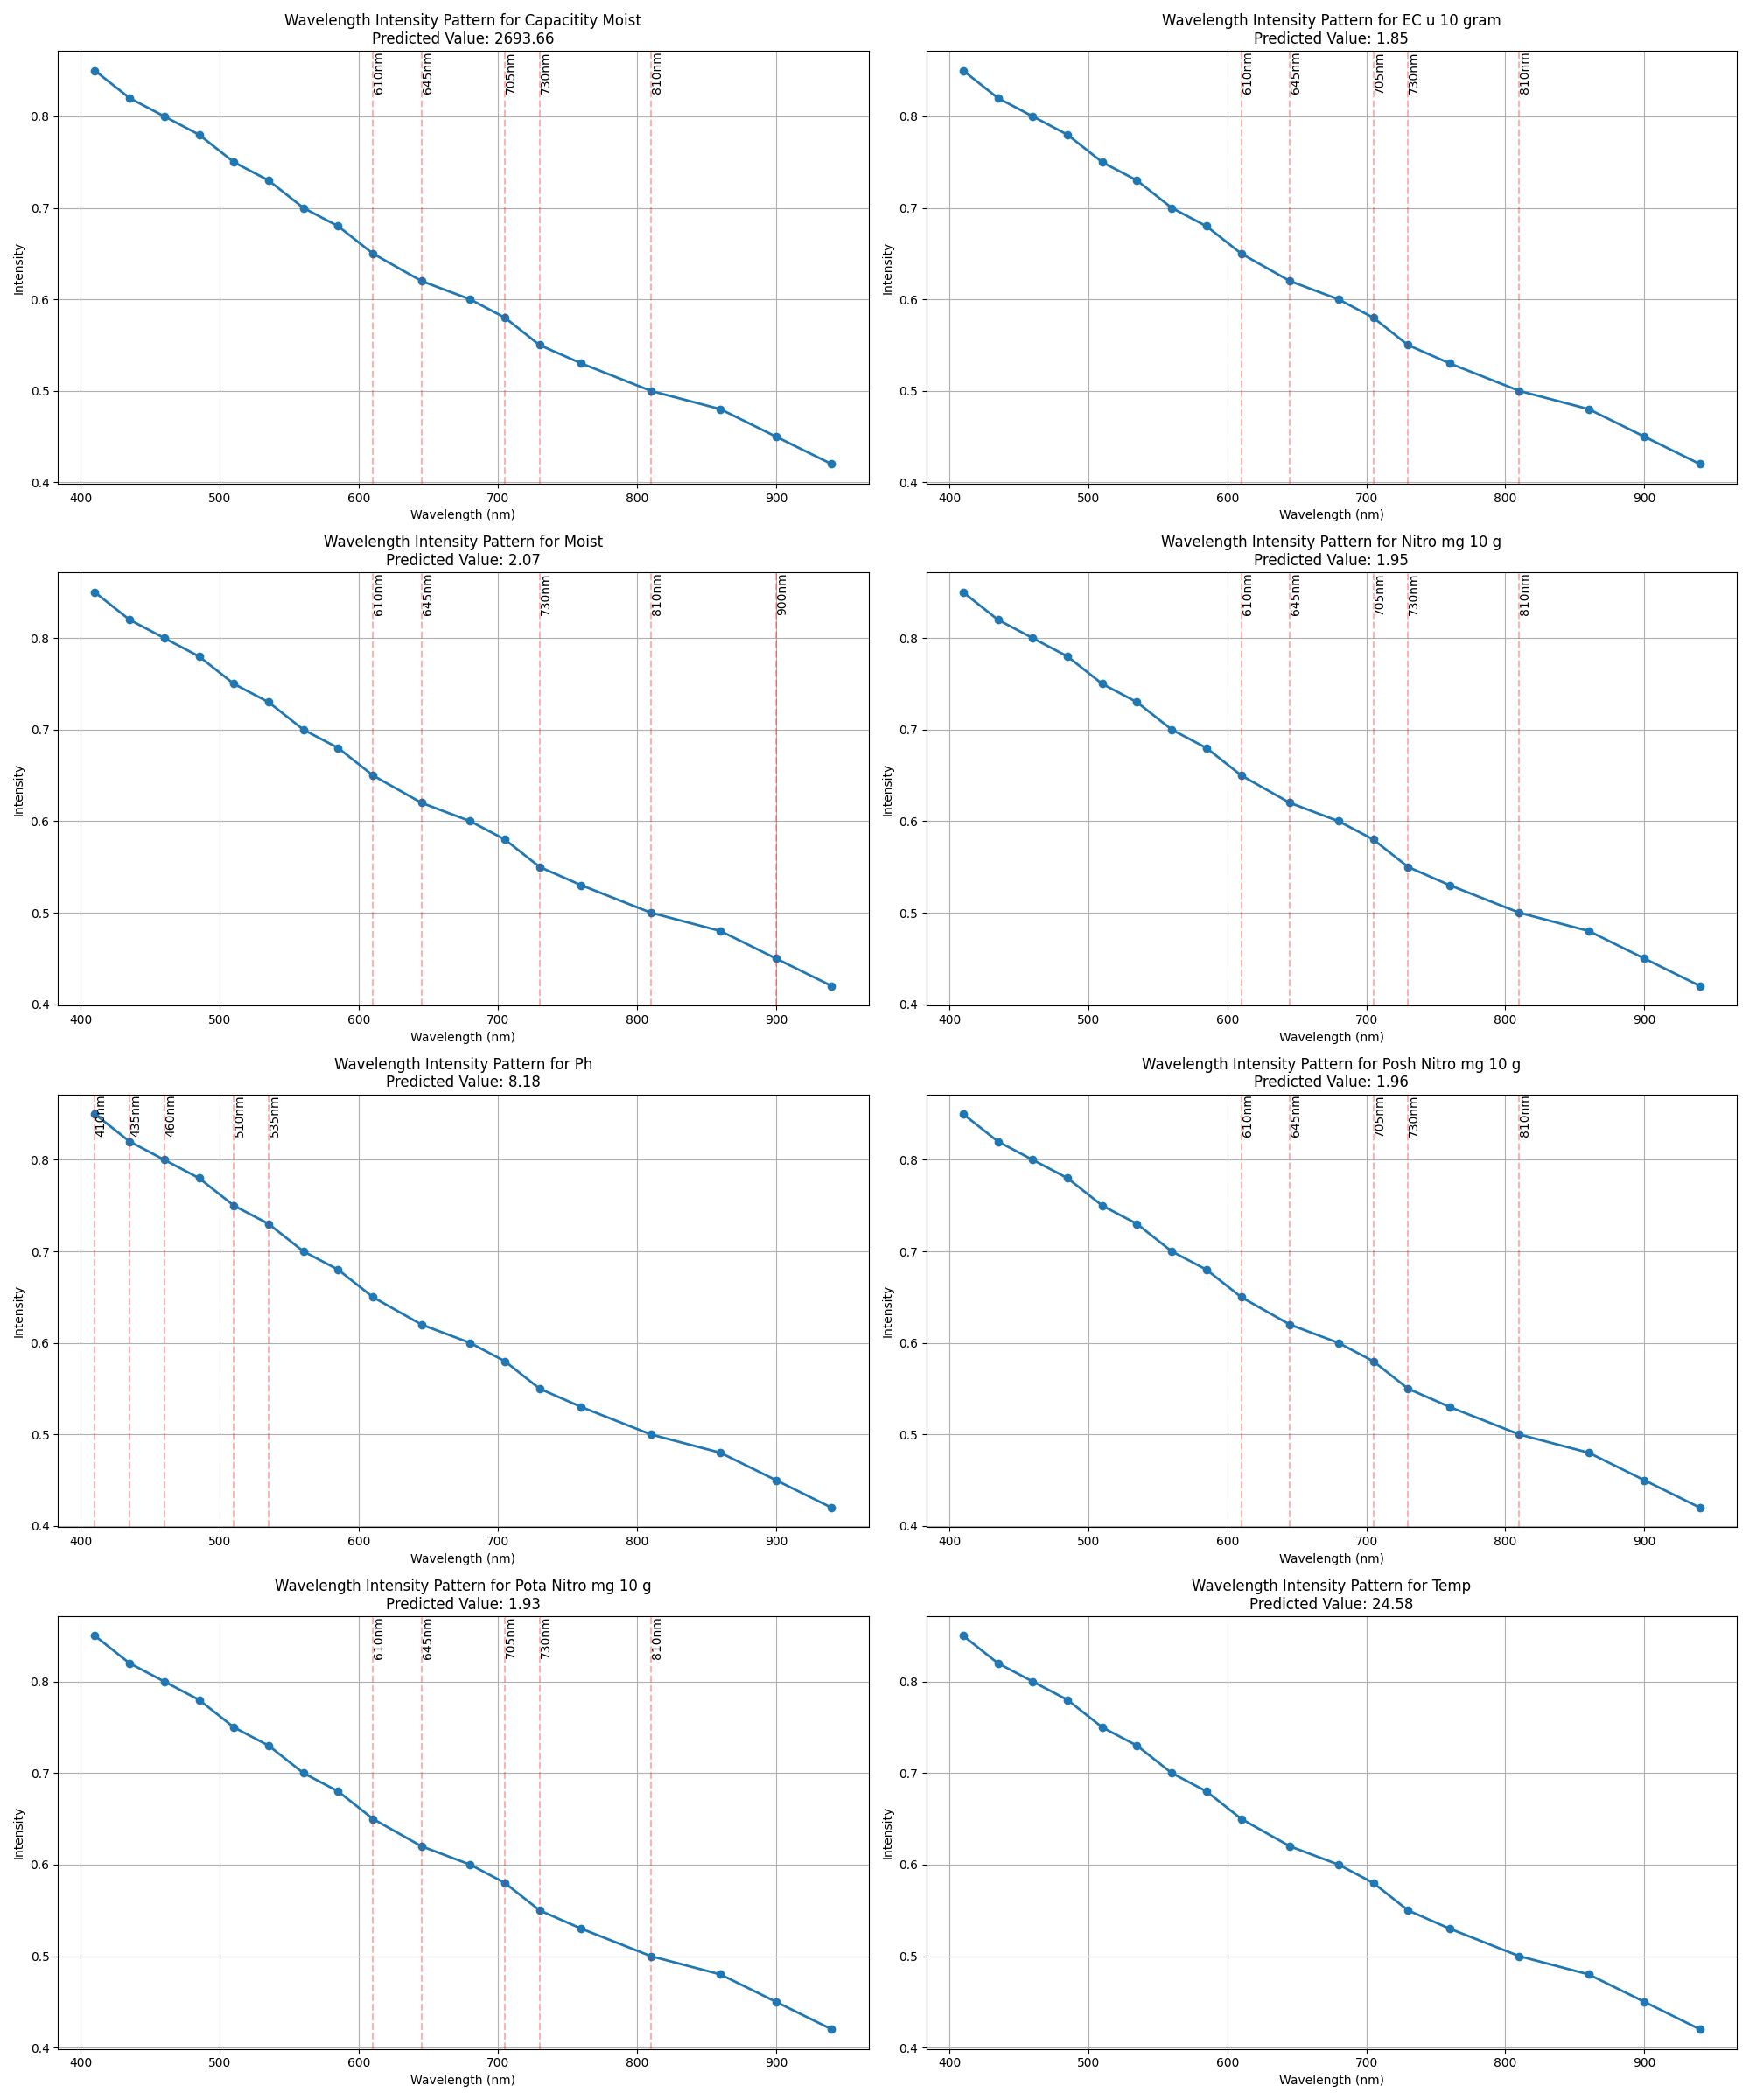 Wavelength Intensity Pattern for Capacitity Moist
Predicted Value: 2693.66
610nm
645nm
705nm
730nm
810nm
0.8
0.7
0.6
0.5
0.4
Intensity
400 500 600 700 800 900
Wavelength (nm)
Wavelength Intensity Pattern for EC u 10 gram
Predicted Value: 1.85
610nm
645nm
705nm
730nm
810nm
0.8
0.7
0.6
0.5
0.4
Intensity
400 500 600 700 800 900
Wavelength (nm)
Wavelength Intensity Pattern for Moist
Predicted Value: 2.07
610nm
645nm
730nm
810nm
900nm
0.8
0.7
0.6
0.5
0.4
Intensity
400 500 600 700 800 900
Wavelength (nm)
Wavelength Intensity Pattern for Nitro mg 10 g
Predicted Value: 1.95
610nm
645nm
705nm
730nm
810nm
0.8
0.7
0.6
0.5
0.4
Intensity
400 500 600 700 800 900
Wavelength (nm)
Wavelength Intensity Pattern for Ph
Predicted Value: 8.18
410nm
435nm
460nm
510nm
535nm
0.8
0.7
0.6
0.5
0.4
Intensity
400 500 600 700 800 900
Wavelength (nm)
Wavelength Intensity Pattern for Posh Nitro mg 10 g
Predicted Value: 1.96
610nm
645nm
705nm
730nm
810nm
0.8
0.7
0.6
0.5
0.4
Intensity
400 500 600 700 800 900
Wavelength (nm)
Wavelength Intensity Pattern for Pota Nitro mg 10 g
Predicted Value: 1.93
610nm
645nm
705nm
730nm
810nm
0.8
0.7
0.6
0.5
0.4
Intensity
400 500 600 700 800 900
Wavelength (nm)
Wavelength Intensity Pattern for Temp
Predicted Value: 24.58
0.8
0.7
0.6
0.5
0.4
Intensity
400 500 600 700 800 900
Wavelength (nm)